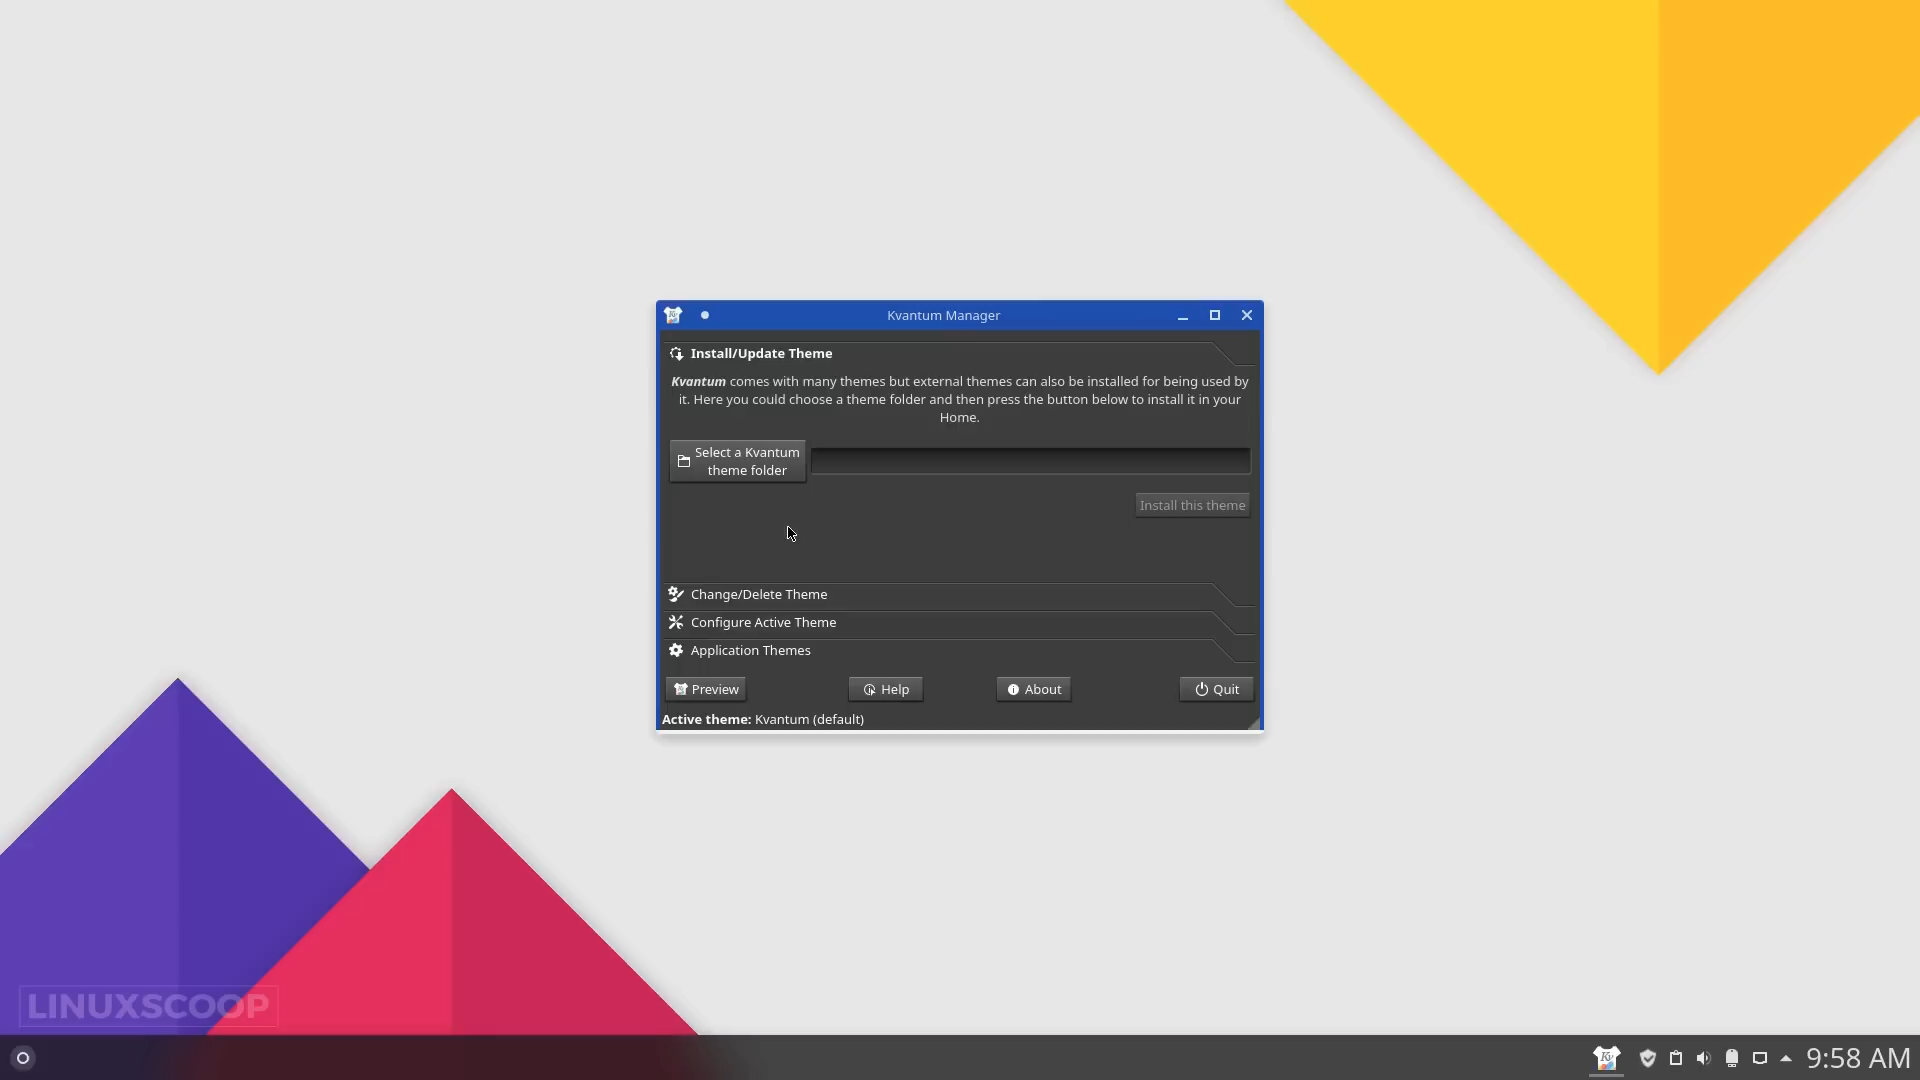 Kvantum Manager
Install/Update Theme
Kvantum comes with many themes but external themes can also be installed for being used by
it. Here you could choose a theme folder and then press the button below to install it in your
Home.
Select a Kvantum
theme folder
Install this theme
Change/Delete Theme
Configure Active Theme
Application Themes
Preview
Help
About
Quit
Active theme: Kvantum (default)
LINUXSCOOP
Kv
9:58 AM